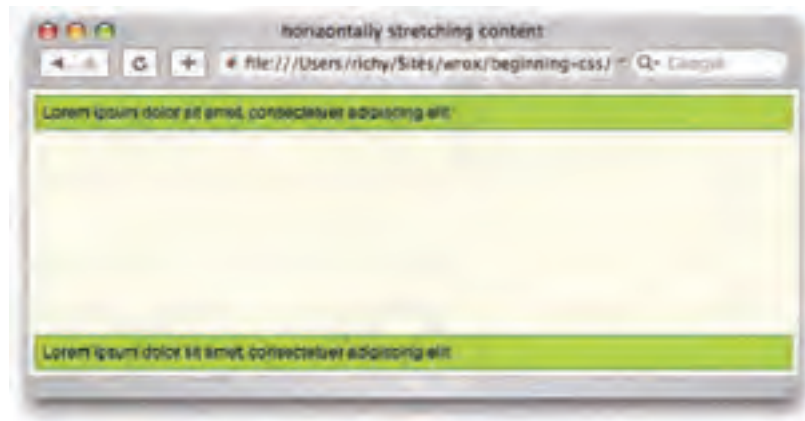 horizontally stretching content
file:///Users/richy/Sites/wrox/beginning-css/ Q- Google
Lorem ipsum dolor sit amet, consectetuer adipiscing elit
Lorem ipsum dolor sit amet, consectetuer adipiscing elit